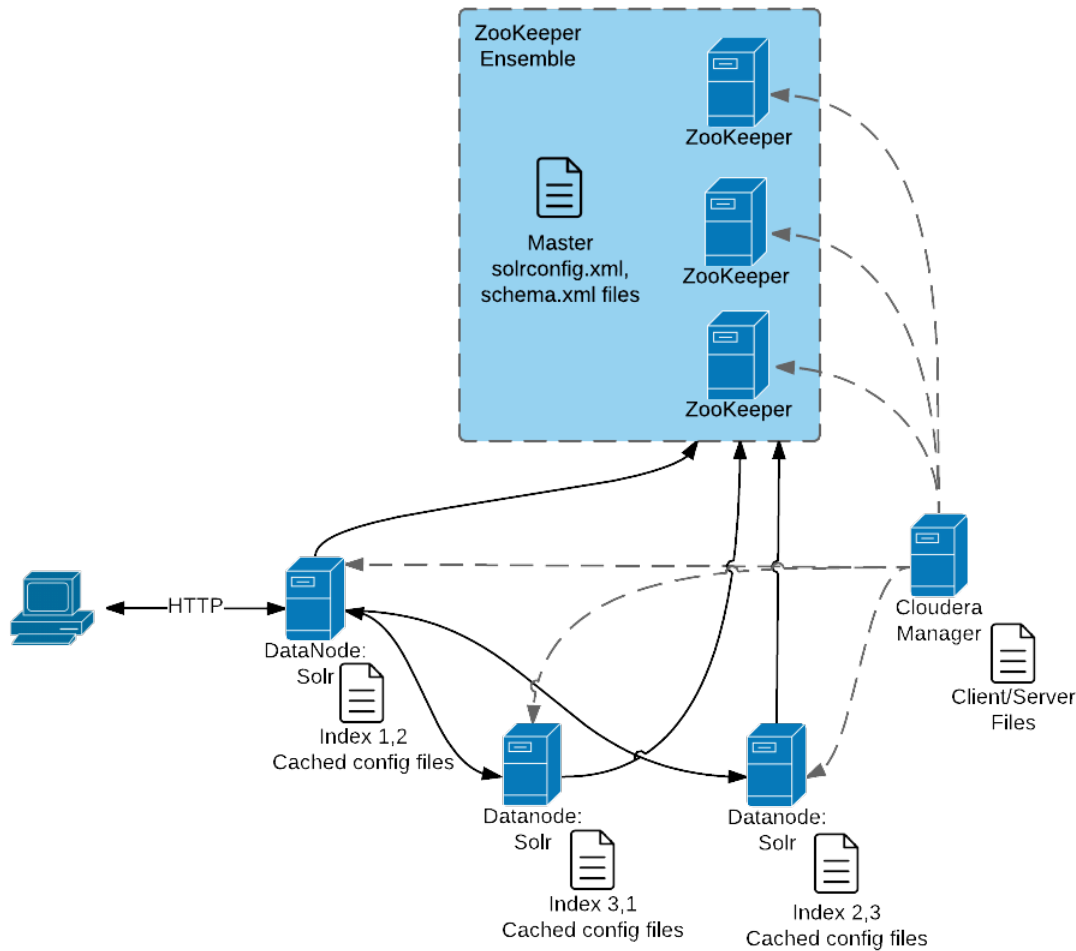 ZooKeeper
Ensemble
ZooKeeper
Master
solrconfig.xml,
schema.xml files
ZooKeeper
ZooKeeper
HTTP
DataNode:
Solr
Index 1,2
Cached config files
Cloudera
Manager
Client/Server
Files
Datanode:
Solr
Index 3,1
Cached config files
Datanode:
Solr
Index 2,3
Cached config files